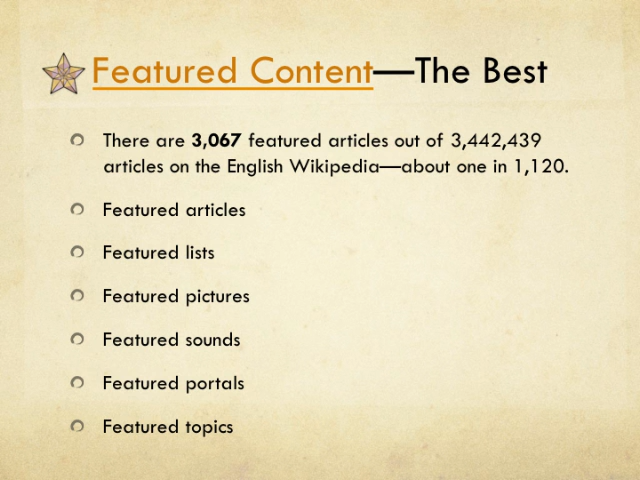 Featured Content—The Best
There are 3,067 featured articles out of 3,442,439
articles on the English Wikipedia—about one in 1,120.
Featured articles
Featured lists
Featured pictures
Featured sounds
Featured portals
Featured topics